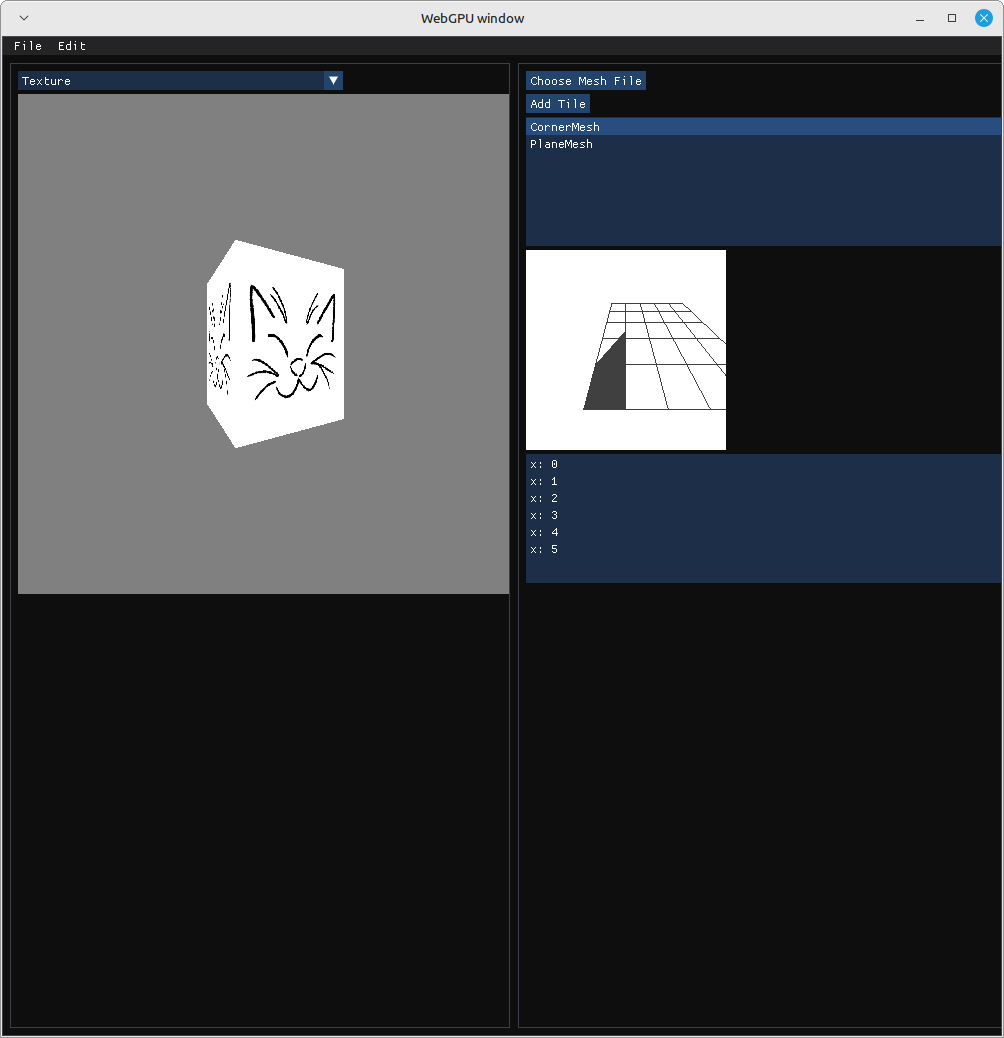 WebGPU window
File Edit
Texture
Choose Mesh File
Add Tile
CornerMesh
PlaneMesh
x: 0
x: 1
x: 2
x: 3
x: 4
x: 5